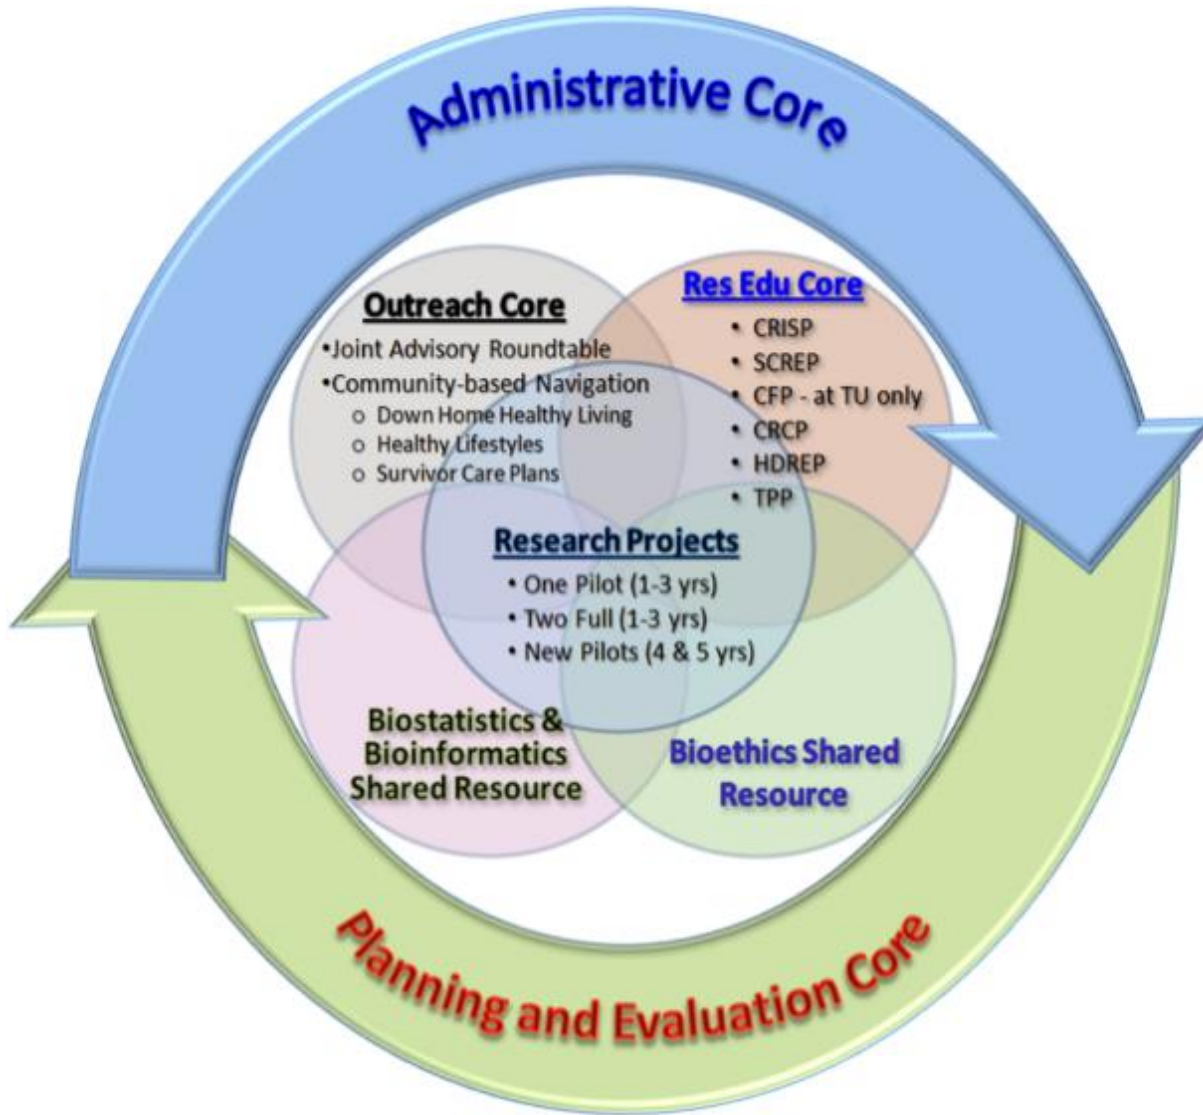 Administrative Core
Outreach Core
•Joint Advisory Roundtable
•Community-based Navigation
o Down Home Healthy Living
o Healthy Lifestyles
o Survivor Care Plans
Res Edu Core
• CRISP
• SCREP
• CFP - at TU only
• CRCP
• HDREP
• TPP
Research Projects
• One Pilot (1-3 yrs)
• Two Full (1-3 yrs)
• New Pilots (4 & 5 yrs)
Biostatistics &
Bioinformatics
Shared Resource
Bioethics Shared
Resource
Planning and Evaluation Core